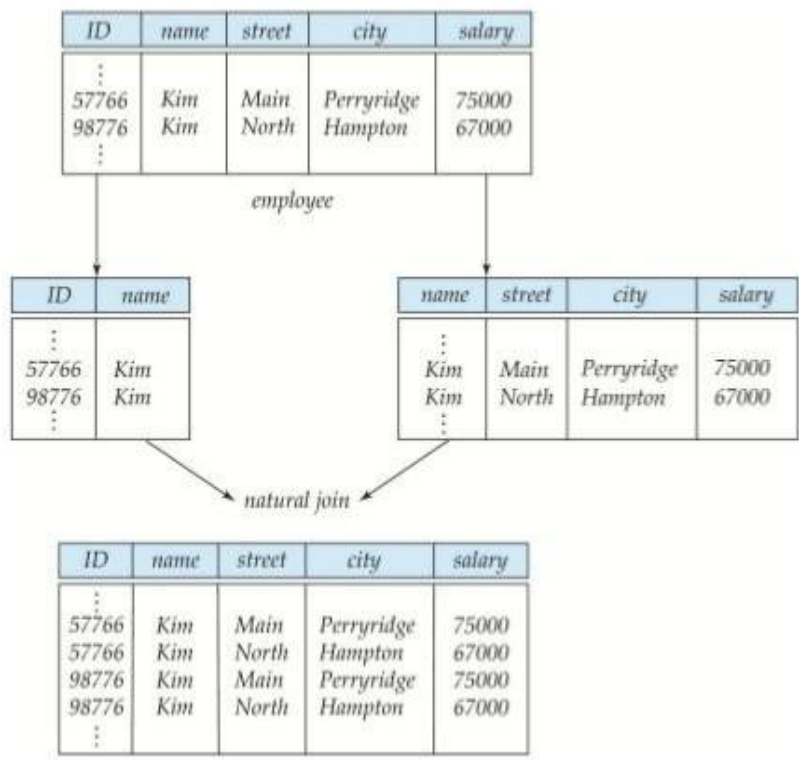 ID name street city salary
⋮
57766 Kim Main Perryridge 75000
98776 Kim North Hampton 67000
⋮
employee
ID name
⋮
57766 Kim
98776 Kim
⋮
name street city salary
⋮
Kim Main Perryridge 75000
Kim North Hampton 67000
⋮
natural join
ID name street city salary
⋮
57766 Kim Main Perryridge 75000
57766 Kim North Hampton 67000
98776 Kim Main Perryridge 75000
98776 Kim North Hampton 67000
⋮